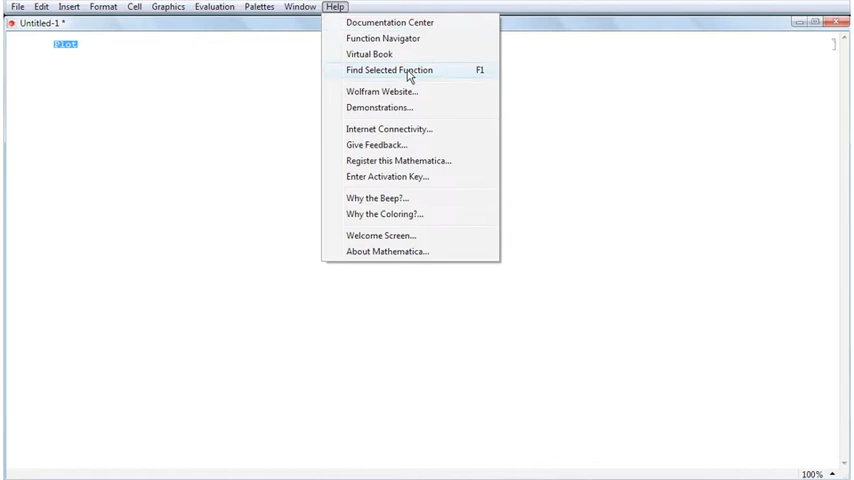 File Edit Insert Format Cell Graphics Evaluation Palettes Window Help
Untitled-1 *
Plot
Documentation Center
Function Navigator
Virtual Book
Find Selected Function F1
Wolfram Website...
Demonstrations...
Internet Connectivity...
Give Feedback...
Register this Mathematica...
Enter Activation Key...
Why the Beep?...
Why the Coloring?...
Welcome Screen...
About Mathematica...
100%